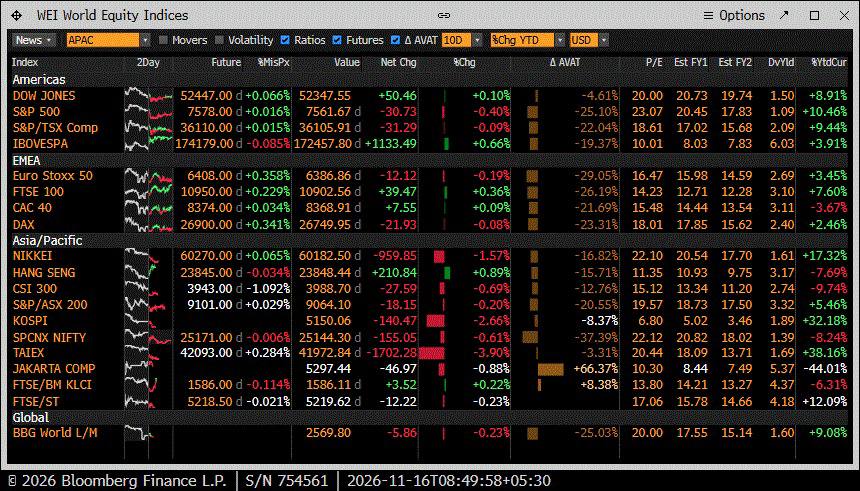 WEI World Equity Indices Options
News APAC Movers Volatility Ratios Futures Δ AVAT 10D %Chg YTD USD
Index 2Day Future %MisPx Value Net Chg %Chg Δ AVAT P/E Est FY1 Est FY2 DvYld %YtdCur
Americas
DOW JONES 52447.00 d +0.066% 52347.55 +50.46 +0.10% -4.61% 20.00 20.73 19.74 1.50 +8.91%
S&P 500 7578.00 d +0.016% 7561.67 d -30.73 -0.40% -25.10% 23.07 20.45 17.83 1.09 +10.46%
S&P/TSX Comp 36110.00 d +0.015% 36105.91 d -31.29 -0.09% -22.04% 18.61 17.02 15.68 2.09 +9.44%
IBOVESPA 174179.00 d -0.085% 172457.80 d +1133.49 +0.66% -19.37% 10.01 8.03 7.83 6.03 +3.91%
EMEA
Euro Stoxx 50 6408.00 d +0.358% 6386.86 d -12.12 -0.19% -29.05% 16.47 15.98 14.59 2.69 +3.45%
FTSE 100 10950.00 d +0.229% 10902.56 d +39.47 +0.36% -26.19% 14.23 12.71 12.28 3.10 +7.60%
CAC 40 8374.00 d +0.034% 8368.91 d +7.55 +0.09% -21.69% 15.48 14.44 13.54 3.11 -3.67%
DAX 26900.00 d +0.341% 26749.95 d -21.93 -0.08% -23.31% 18.01 17.85 15.62 2.40 +2.46%
Asia/Pacific
NIKKEI 60270.00 d +0.065% 60182.50 d -959.85 -1.57% -16.82% 22.10 20.54 17.70 1.61 +17.32%
HANG SENG 23845.00 d -0.034% 23848.44 d +210.84 +0.89% -15.71% 11.35 10.93 9.75 3.17 -7.69%
CSI 300 3943.00 d -1.092% 3988.70 d -27.59 -0.69% -12.76% 15.12 13.34 11.20 2.74 -9.74%
S&P/ASX 200 9101.00 d +0.029% 9064.10 -18.15 -0.20% -20.55% 19.57 18.73 17.50 3.32 +5.46%
KOSPI 5150.06 -140.47 -2.66% -8.37% 6.80 5.02 3.46 1.89 +32.18%
SPCNX NIFTY 25171.00 d -0.006% 25144.30 d -155.05 -0.61% -37.39% 22.12 20.82 18.02 1.39 -8.24%
TAIEX 42093.00 d +0.284% 41972.84 d -1702.28 -3.90% -3.31% 20.44 18.09 13.71 1.69 +38.16%
JAKARTA COMP 5297.44 -46.97 -0.88% +66.37% 10.30 8.44 7.49 5.37 -44.01%
FTSE/BM KLCI 1586.00 d -0.114% 1586.11 d +3.52 +0.22% +8.38% 13.80 14.21 13.27 4.37 -6.31%
FTSE/ST 5218.50 d -0.021% 5219.62 d -12.22 -0.23% 17.06 15.78 14.66 4.18 +12.09%
Global
BBG World L/M 2569.80 -5.86 -0.23% -25.03% 20.00 17.55 15.14 1.60 +9.08%
© 2026 Bloomberg Finance L.P. | S/N 754561 | 2026-11-16T08:49:58+05:30